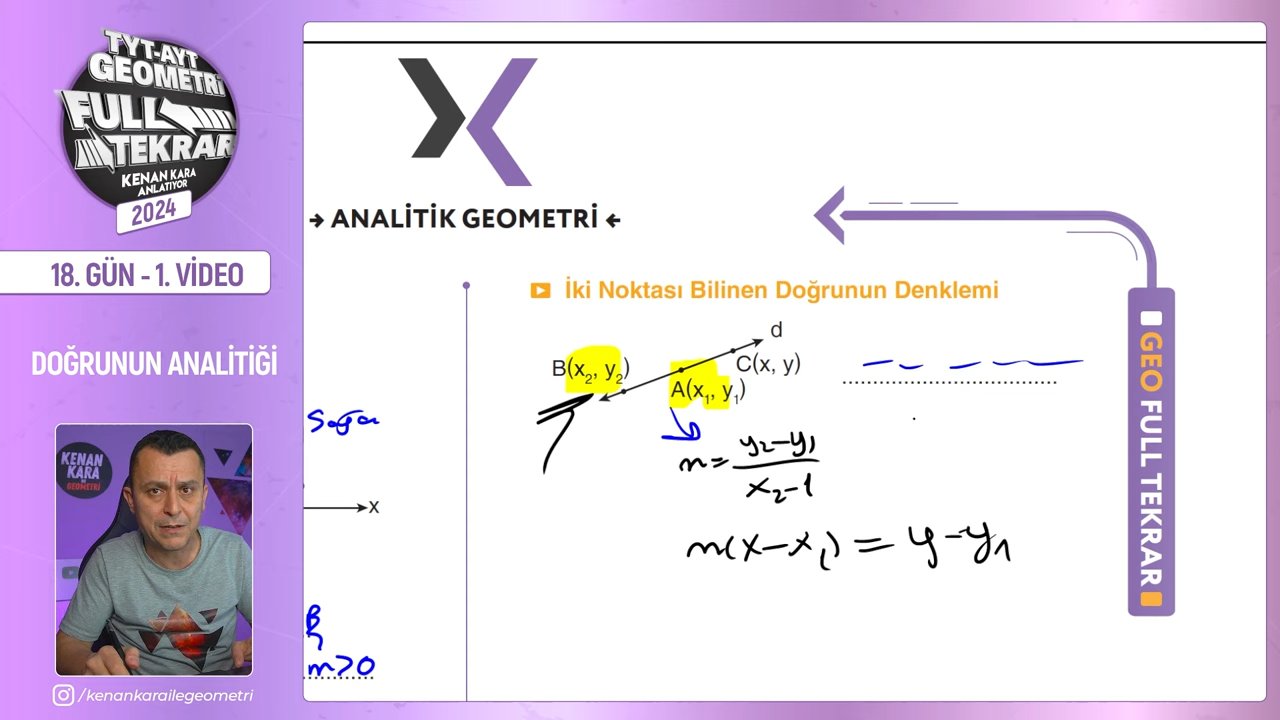 TYT-AYT
GEOMETRİ
FULL
TEKRAR
KENAN KARA
ANLATIYOR
2024
18. GÜN - 1. VİDEO
DOĞRUNUN ANALİTİĞİ
KENAN
KARA
ile
GEOMETRİ
/kenankarailegeometri
ANALİTİK GEOMETRİ
İki Noktası Bilinen Doğrunun Denklemi
d
B(x₂, y₂)
C(x, y)
A(x₁, y₁)
m = y₂-y₁
x₂-1
m(x-x₁) = y-y₁
x
B
m>0
GEO FULL TEKRAR